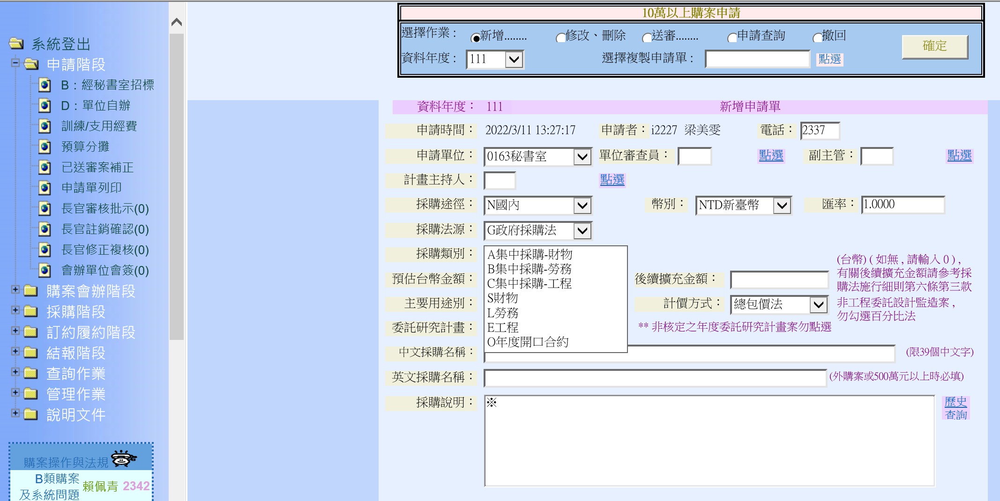 系統登出
申請階段
B：經秘書室招標
D：單位自辦
訓練/支用經費
預算分攤
已送審案補正
申請單列印
長官審核批示(0)
長官註銷確認(0)
長官修正複核(0)
會辦單位會簽(0)
購案會辦階段
採購階段
訂約履約階段
結報階段
查詢作業
管理作業
說明文件
購案操作與法規
B類購案
及系統問題 賴佩青 2342
10萬以上購案申請
選擇作業： 新增........ 修改、刪除 送審........ 申請查詢 撤回
確定
資料年度： 111 選擇複製申請單： 點選
資料年度： 111 新增申請單
申請時間： 2022/3/11 13:27:17 申請者： i2227 梁美雯 電話： 2337
申請單位： 0163秘書室 單位審查員： 點選 副主管： 點選
計畫主持人： 點選
採購途徑： N國內 幣別： NTD新臺幣 匯率： 1.0000
採購法源： G政府採購法
採購類別：
A集中採購-財物
B集中採購-勞務
C集中採購-工程
S財物
L勞務
E工程
O年度開口合約
預估台幣金額： 後續擴充金額：
(台幣) ( 如無 , 請輸入 0 ) ,
有關後續擴充金額請參考採
購法施行細則第六條第三款
主要用途別： 計價方式： 總包價法
非工程委託設計監造案 ,
勿勾選百分比法
委託研究計畫： ** 非核定之年度委託研究計畫案勿點選
中文採購名稱： (限39個中文字)
英文採購名稱： (外購案或500萬元以上時必填)
採購說明： ※
歷史
查詢